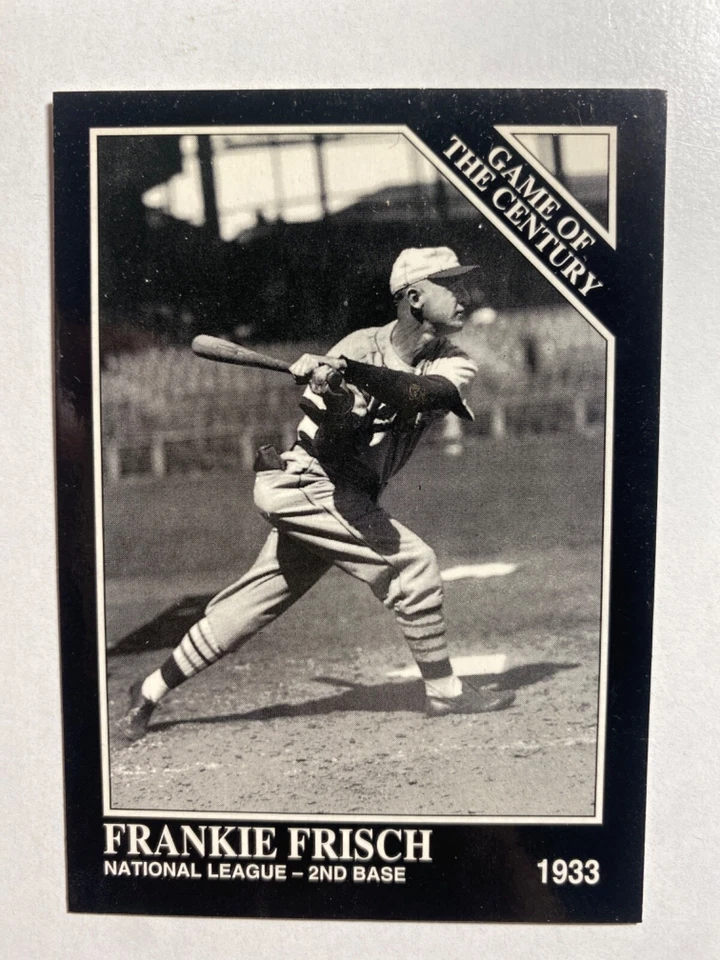 GAME OF
THE CENTURY
FRANKIE FRISCH
NATIONAL LEAGUE – 2ND BASE
1933